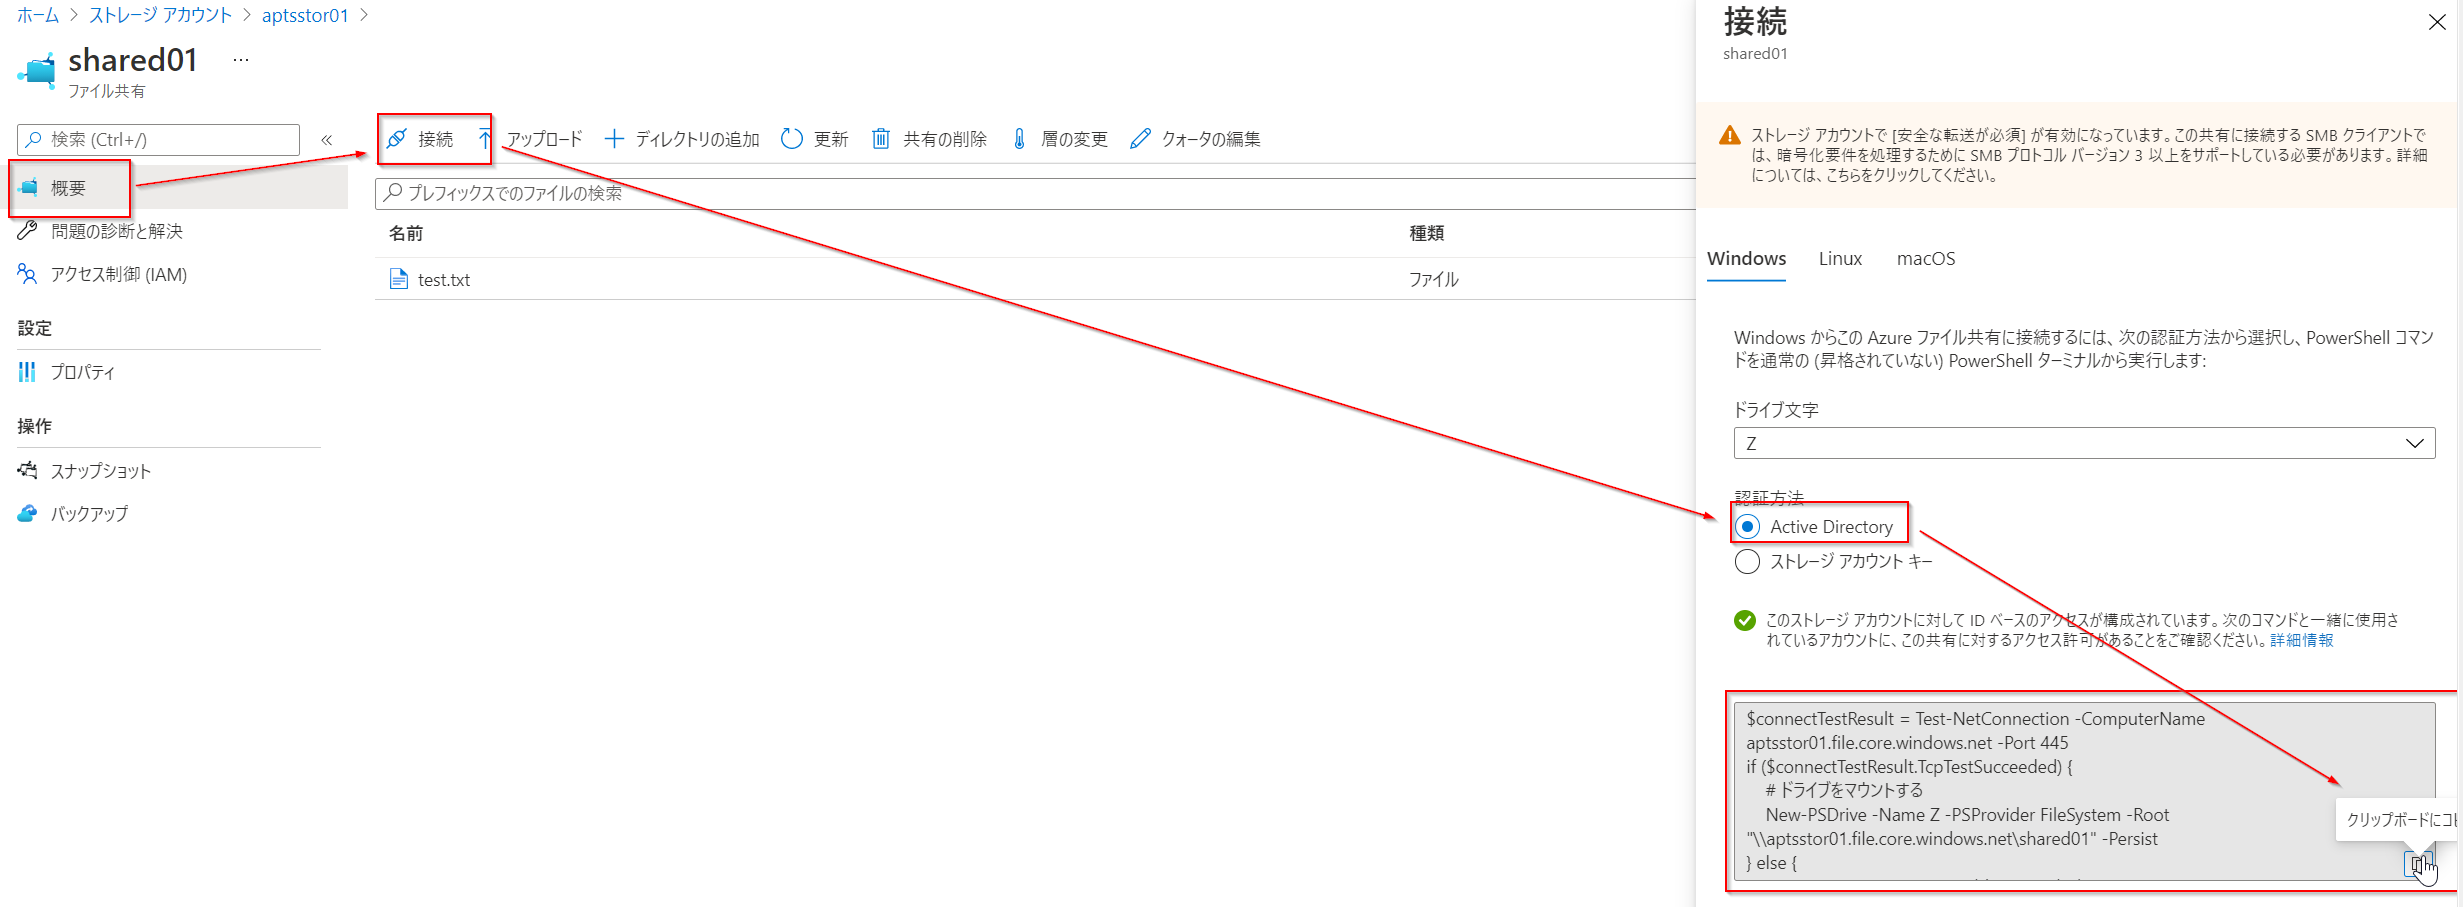 ホーム > ストレージ アカウント > aptsstor01 >
shared01 …
ファイル共有
検索 (Ctrl+/)
«
概要
問題の診断と解決
アクセス制御 (IAM)
設定
プロパティ
操作
スナップショット
バックアップ
接続 アップロード ディレクトリの追加 更新 共有の削除 層の変更 クォータの編集
プレフィックスでのファイルの検索
名前 種類
test.txt ファイル
接続
shared01
ストレージ アカウントで [安全な転送が必須] が有効になっています。この共有に接続する SMB クライアントで
は、暗号化要件を処理するために SMB プロトコル バージョン 3 以上をサポートしている必要があります。詳細
については、こちらをクリックしてください。
Windows Linux macOS
Windows からこの Azure ファイル共有に接続するには、次の認証方法から選択し、PowerShell コマン
ドを通常の (昇格されていない) PowerShell ターミナルから実行します:
ドライブ文字
Z
認証方法
Active Directory
ストレージ アカウント キー
このストレージ アカウントに対して ID ベースのアクセスが構成されています。次のコマンドと一緒に使用さ
れているアカウントに、この共有に対するアクセス許可があることをご確認ください。詳細情報
$connectTestResult = Test-NetConnection -ComputerName
aptsstor01.file.core.windows.net -Port 445
if ($connectTestResult.TcpTestSucceeded) {
# ドライブをマウントする
New-PSDrive -Name Z -PSProvider FileSystem -Root
"\\aptsstor01.file.core.windows.net\shared01" -Persist
} else {
クリップボードにコピ